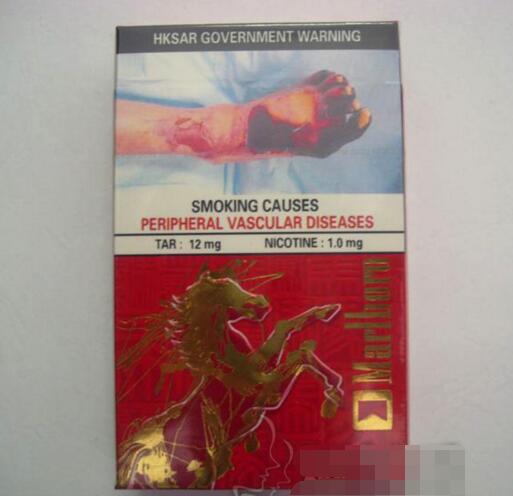 HKSAR GOVERNMENT WARNING
SMOKING CAUSES
PERIPHERAL VASCULAR DISEASES
TAR : 12 mg NICOTINE : 1.0 mg
Marlboro